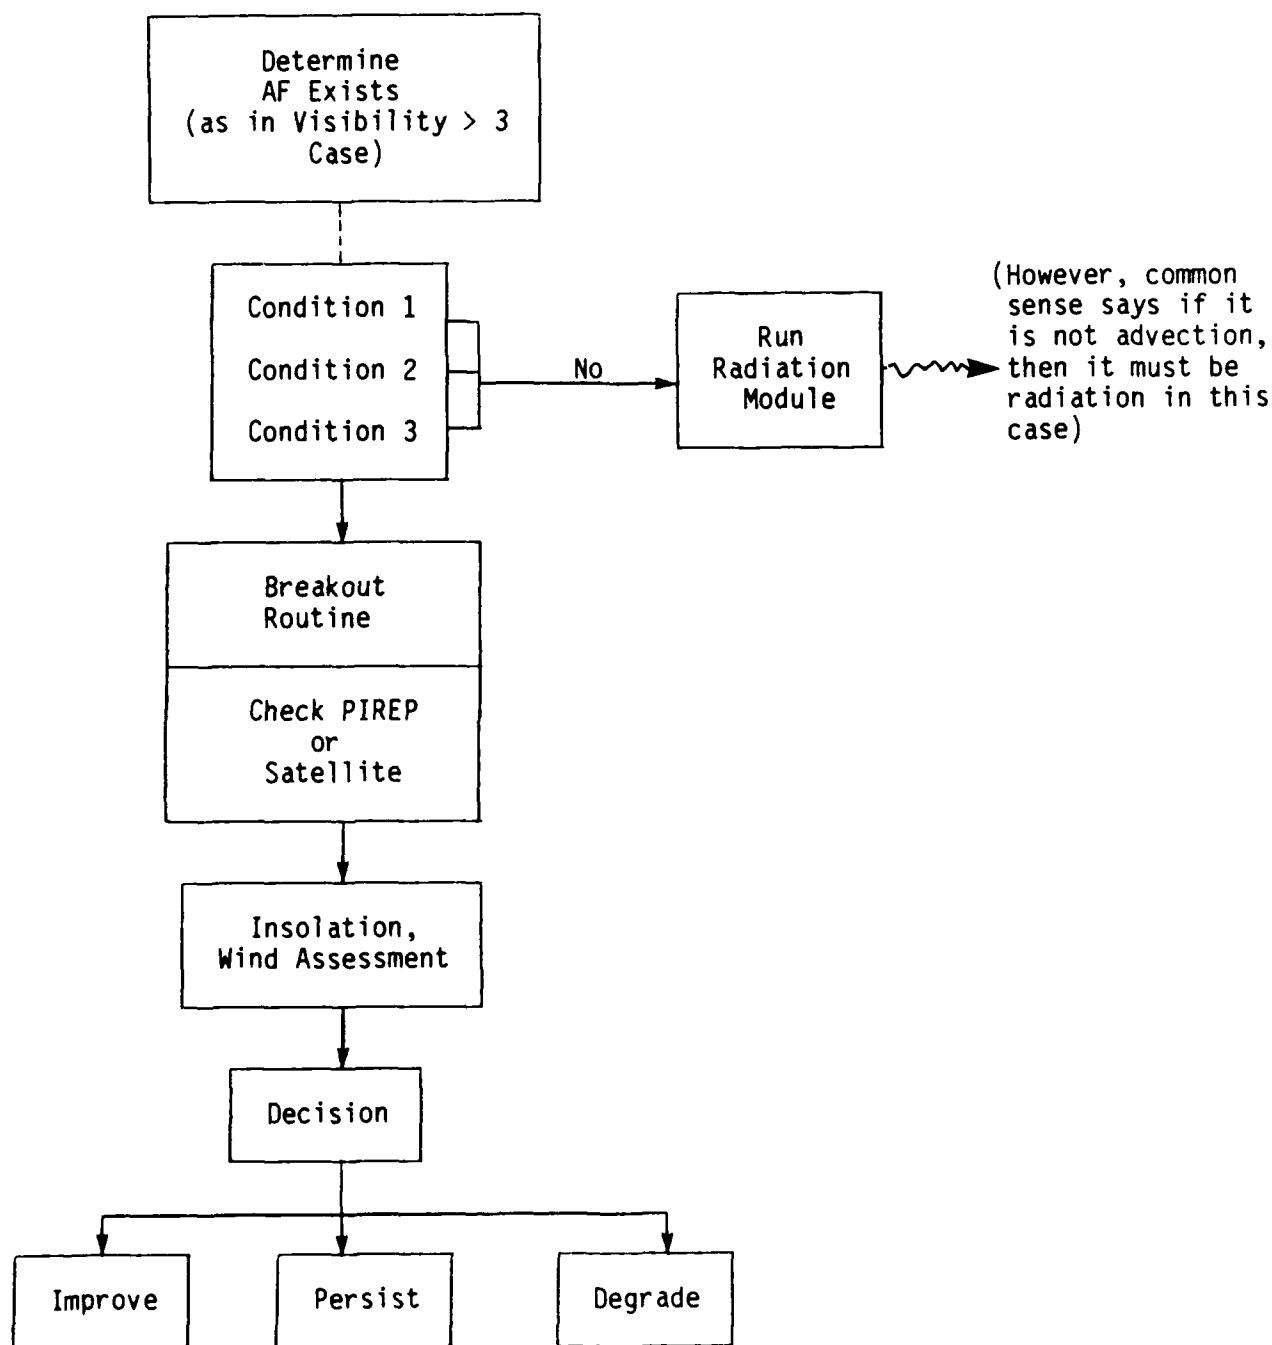 Determine
AF Exists
(as in Visibility > 3
Case)
Condition 1
Condition 2
Condition 3
No
Run
Radiation
Module
(However, common
sense says if it
is not advection,
then it must be
radiation in this
case)
Breakout
Routine
Check PIREP
or
Satellite
Insolation,
Wind Assessment
Decision
Improve
Persist
Degrade